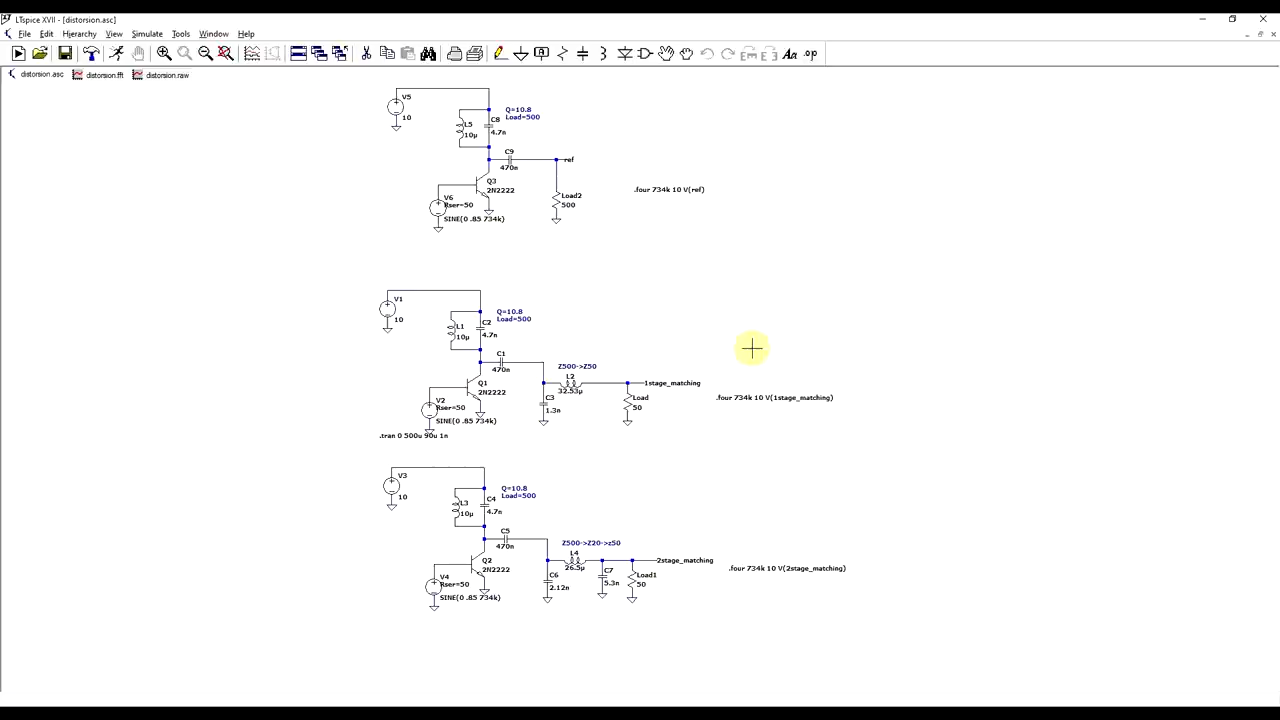 LTspice XVII - [distorsion.asc]
File Edit Hierarchy View Simulate Tools Window Help
distorsion.asc distorsion.fft distorsion.raw
V5
10
L5
10µ
C8
4.7n
Q=10.8
Load=500
C9
470n
ref
Q3
2N2222
V6
Rser=50
SINE(0 .85 734k)
Load2
500
.four 734k 10 V(ref)
V1
10
L1
10µ
C2
4.7n
Q=10.8
Load=500
C1
470n
Z500->Z50
L2
32.53µ
1stage_matching
Q1
2N2222
C3
1.3n
Load
50
.four 734k 10 V(1stage_matching)
V2
Rser=50
SINE(0 .85 734k)
.tran 0 500u 90u 1n
V3
10
L3
10µ
C4
4.7n
Q=10.8
Load=500
C5
470n
Z500->Z20->z50
L4
26.5µ
2stage_matching
Q2
2N2222
C6
2.12n
C7
5.3n
Load1
50
.four 734k 10 V(2stage_matching)
V4
Rser=50
SINE(0 .85 734k)